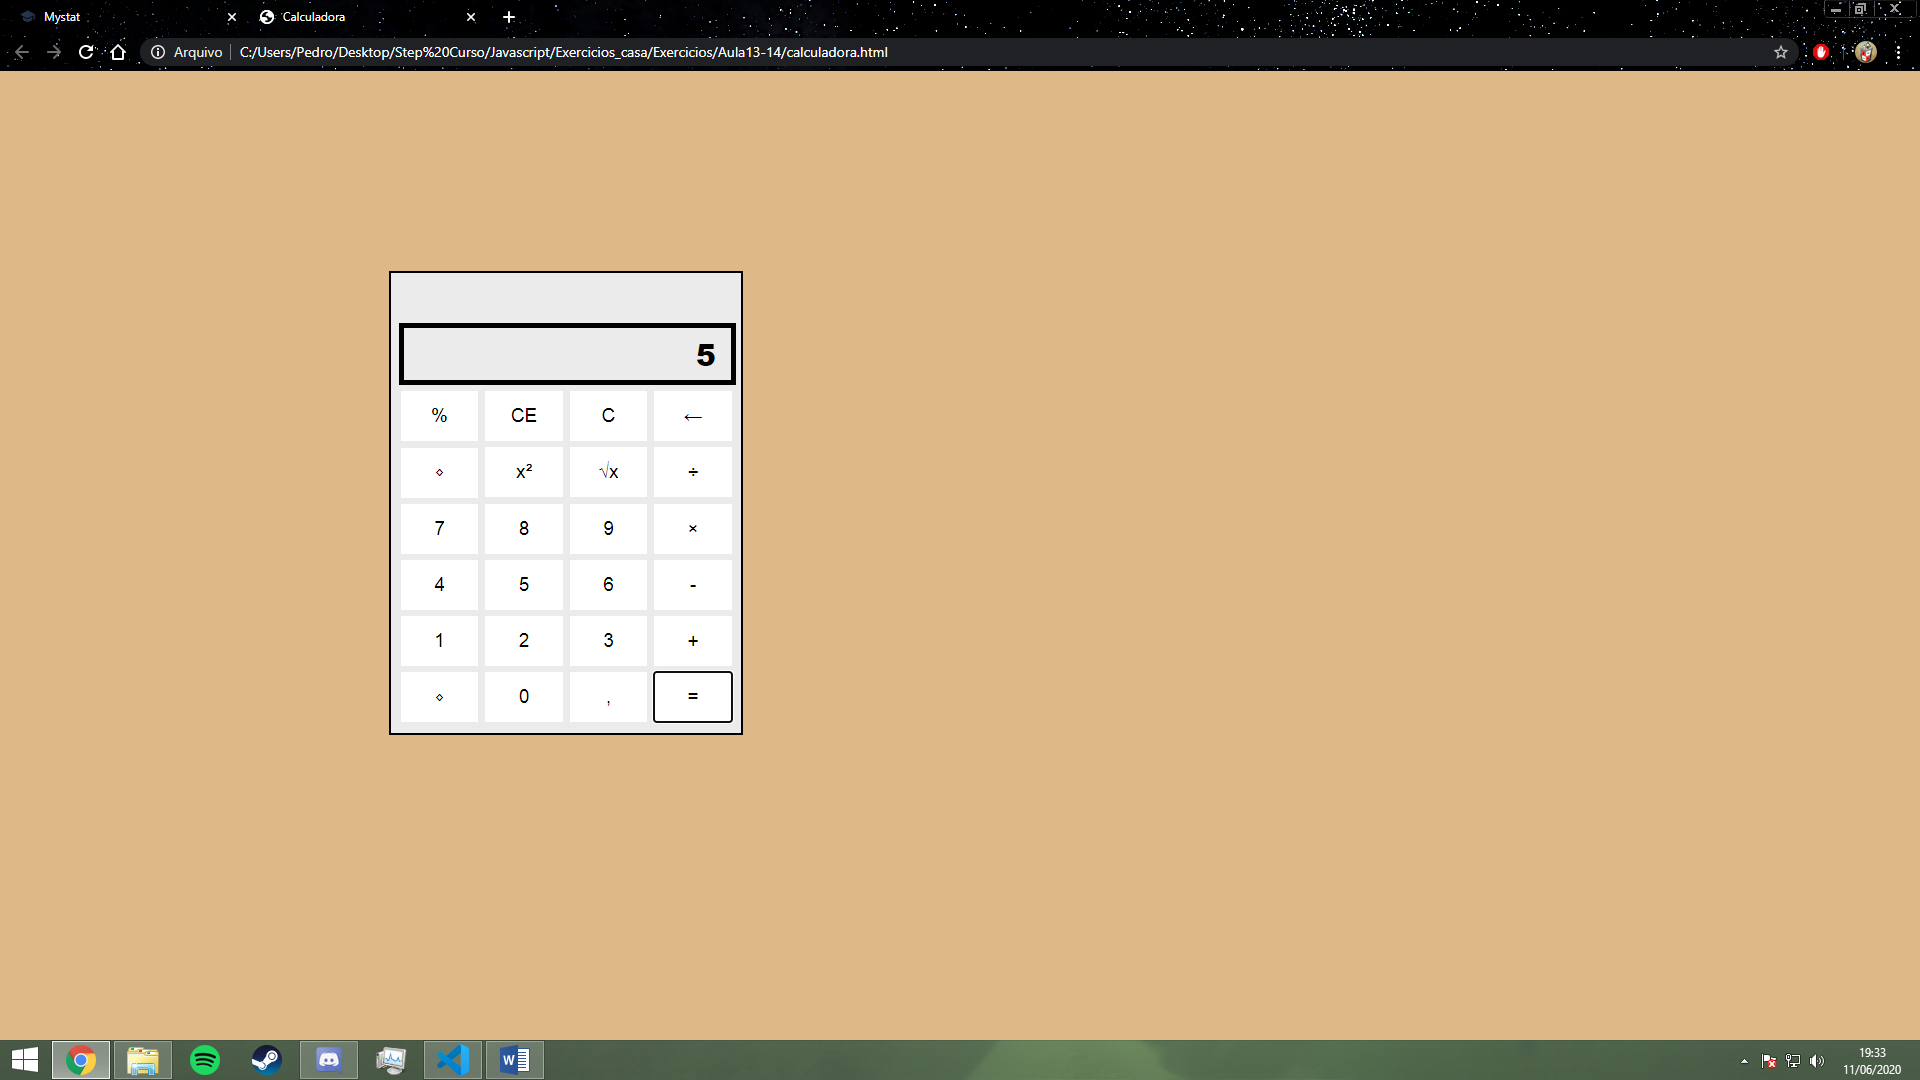 Mystat
Calculadora
Arquivo
C:/Users/Pedro/Desktop/Step%20Curso/Javascript/Exercicios_casa/Exercicios/Aula13-14/calculadora.html
5
% CE C ←
⋄ x² √x ÷
7 8 9 ×
4 5 6 -
1 2 3 +
⋄ 0 , =
19:33
11/06/2020